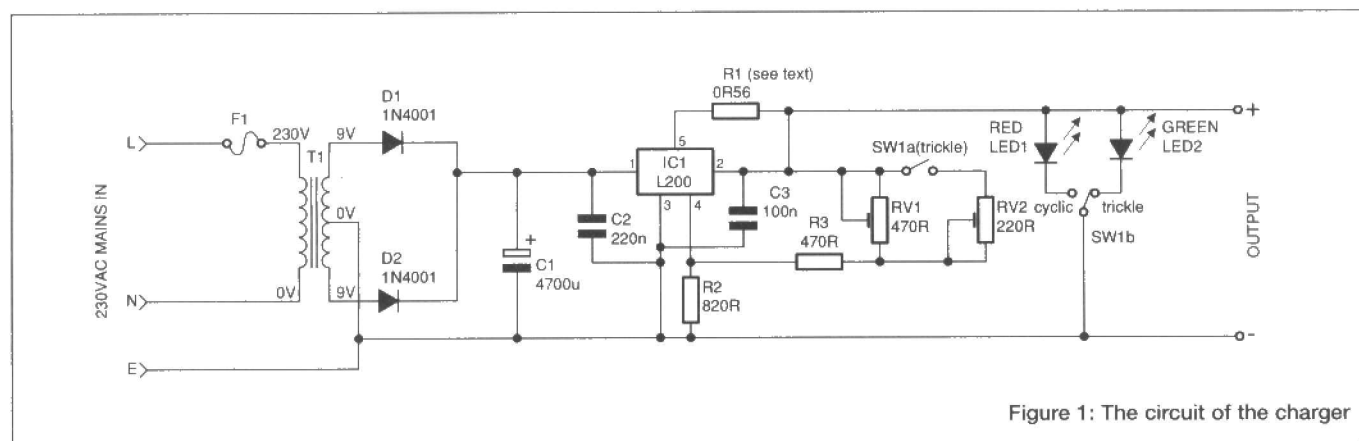 230VAC MAINS IN
L
N
E
F1
230V
0V
T1
9V
0V
9V
D1
1N4001
D2
1N4001
+
C1
4700u
C2
220n
R1 (see text)
0R56
5
1
IC1
L200
2
3
4
C3
100n
R2
820R
R3
470R
SW1a(trickle)
RV1
470R
RV2
220R
RED
LED1
GREEN
LED2
cyclic
trickle
SW1b
+
OUTPUT
-
Figure 1: The circuit of the charger